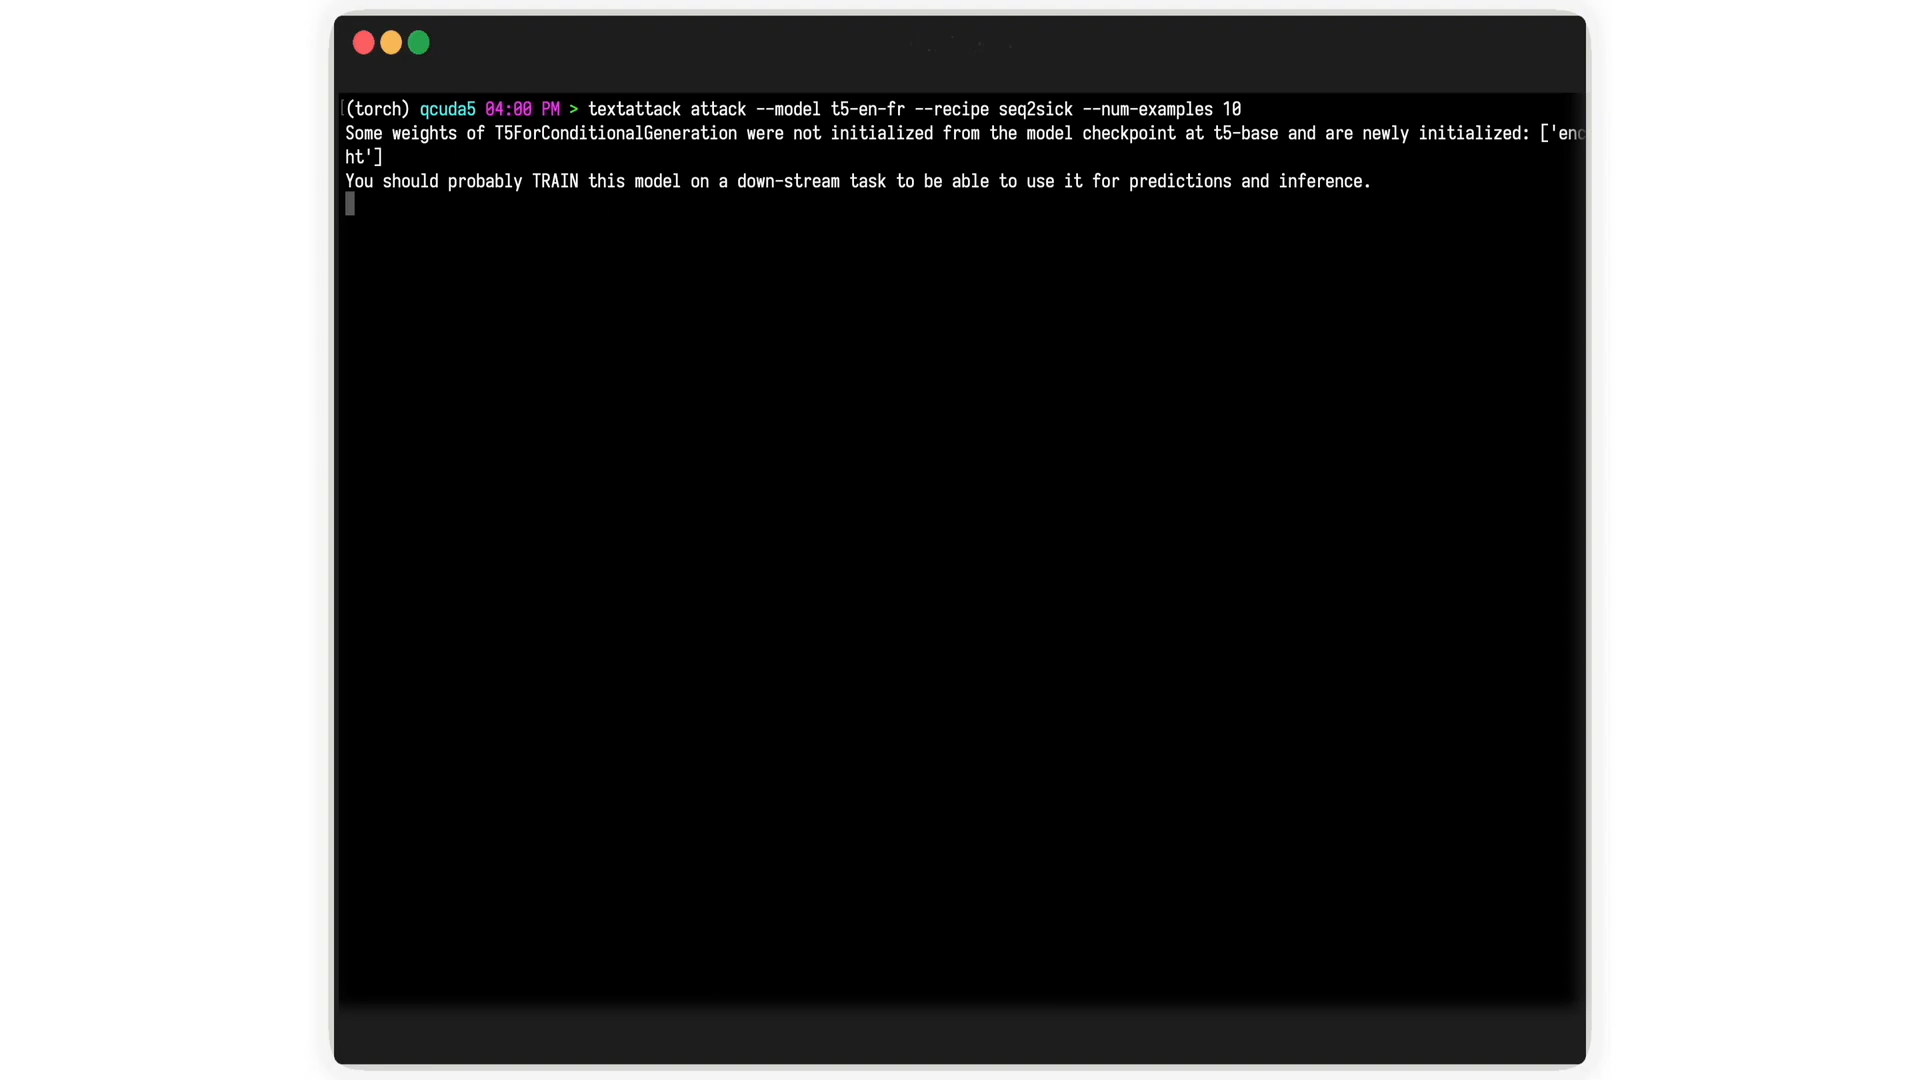 (torch) qcuda5 04:00 PM > textattack attack --model t5-en-fr --recipe seq2sick --num-examples 10
Some weights of T5ForConditionalGeneration were not initialized from the model checkpoint at t5-base and are newly initialized: ['enc
ht']
You should probably TRAIN this model on a down-stream task to be able to use it for predictions and inference.